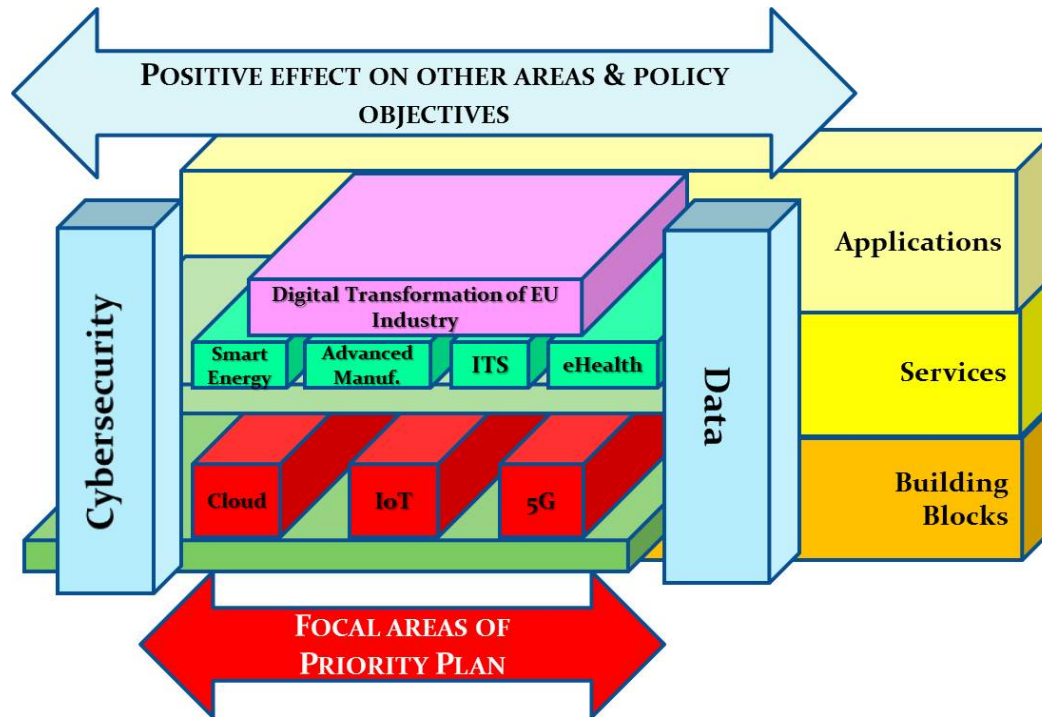 POSITIVE EFFECT ON OTHER AREAS & POLICY
OBJECTIVES
Applications
Digital Transformation of EU
Industry
Cybersecurity
Smart
Energy
Advanced
Manuf.
ITS
eHealth
Data
Services
Cloud
IoT
5G
Building
Blocks
FOCAL AREAS OF
PRIORITY PLAN